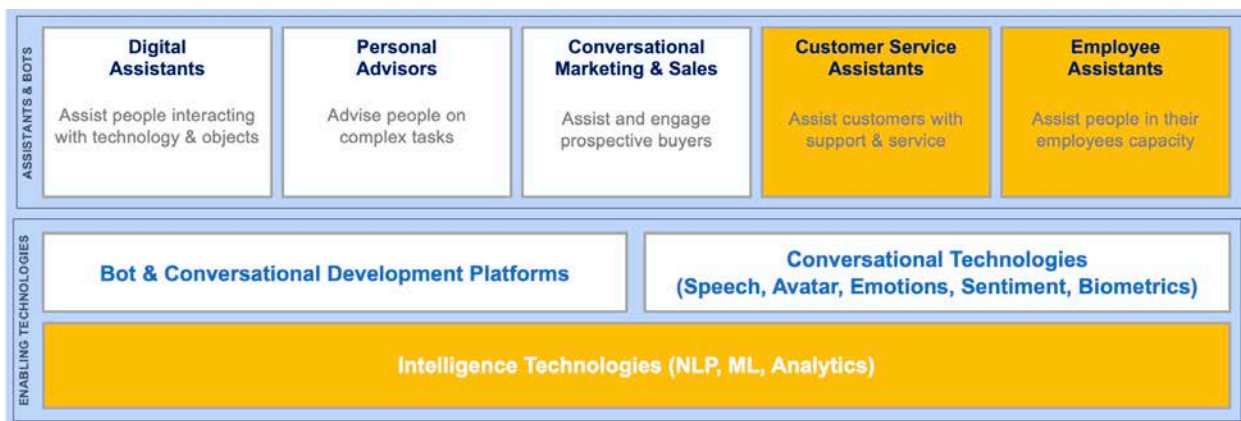 ASSISTANTS & BOTS
Digital
Assistants
Assist people interacting
with technology & objects
Personal
Advisors
Advise people on
complex tasks
Conversational
Marketing & Sales
Assist and engage
prospective buyers
Customer Service
Assistants
Assist customers with
support & service
Employee
Assistants
Assist people in their
employees capacity
ENABLING TECHNOLOGIES
Bot & Conversational Development Platforms
Conversational Technologies
(Speech, Avatar, Emotions, Sentiment, Biometrics)
Intelligence Technologies (NLP, ML, Analytics)